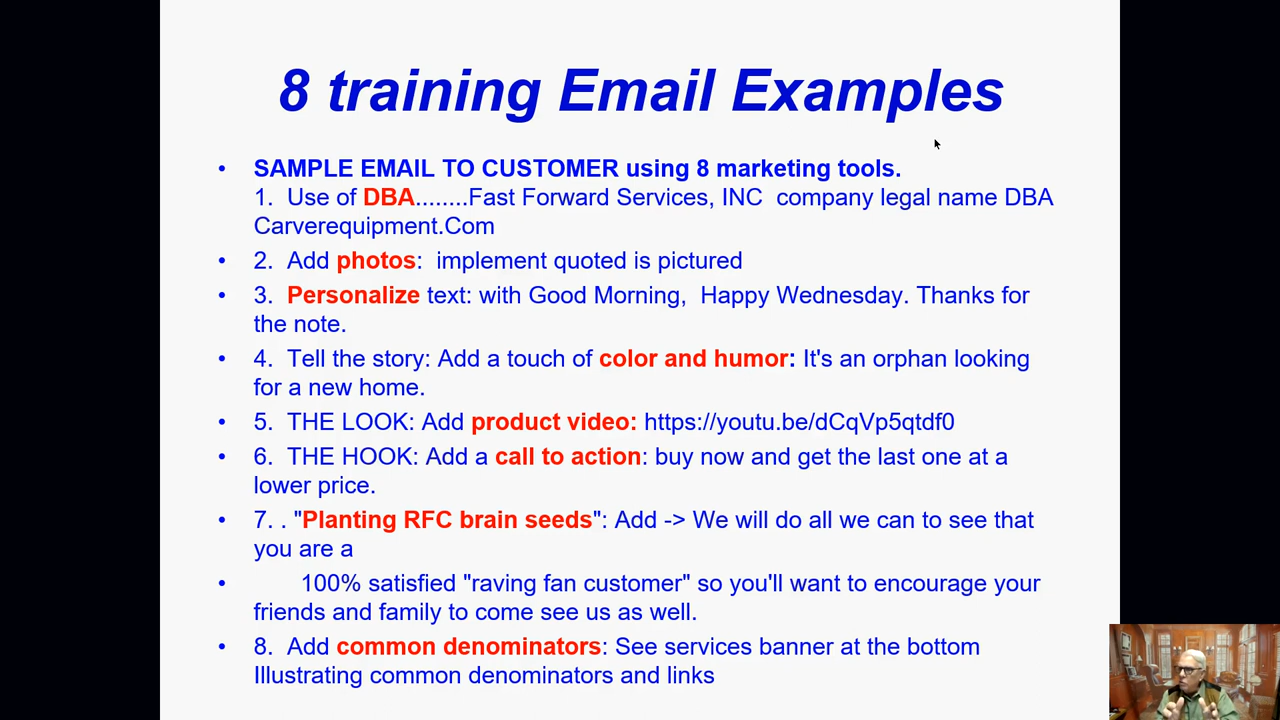 8 training Email Examples
• SAMPLE EMAIL TO CUSTOMER using 8 marketing tools.
1. Use of DBA........Fast Forward Services, INC company legal name DBA
Carverequipment.Com
• 2. Add photos: implement quoted is pictured
• 3. Personalize text: with Good Morning, Happy Wednesday. Thanks for
the note.
• 4. Tell the story: Add a touch of color and humor: It's an orphan looking
for a new home.
• 5. THE LOOK: Add product video: https://youtu.be/dCqVp5qtdf0
• 6. THE HOOK: Add a call to action: buy now and get the last one at a
lower price.
• 7. . "Planting RFC brain seeds": Add -> We will do all we can to see that
you are a
• 100% satisfied "raving fan customer" so you'll want to encourage your
friends and family to come see us as well.
• 8. Add common denominators: See services banner at the bottom
Illustrating common denominators and links